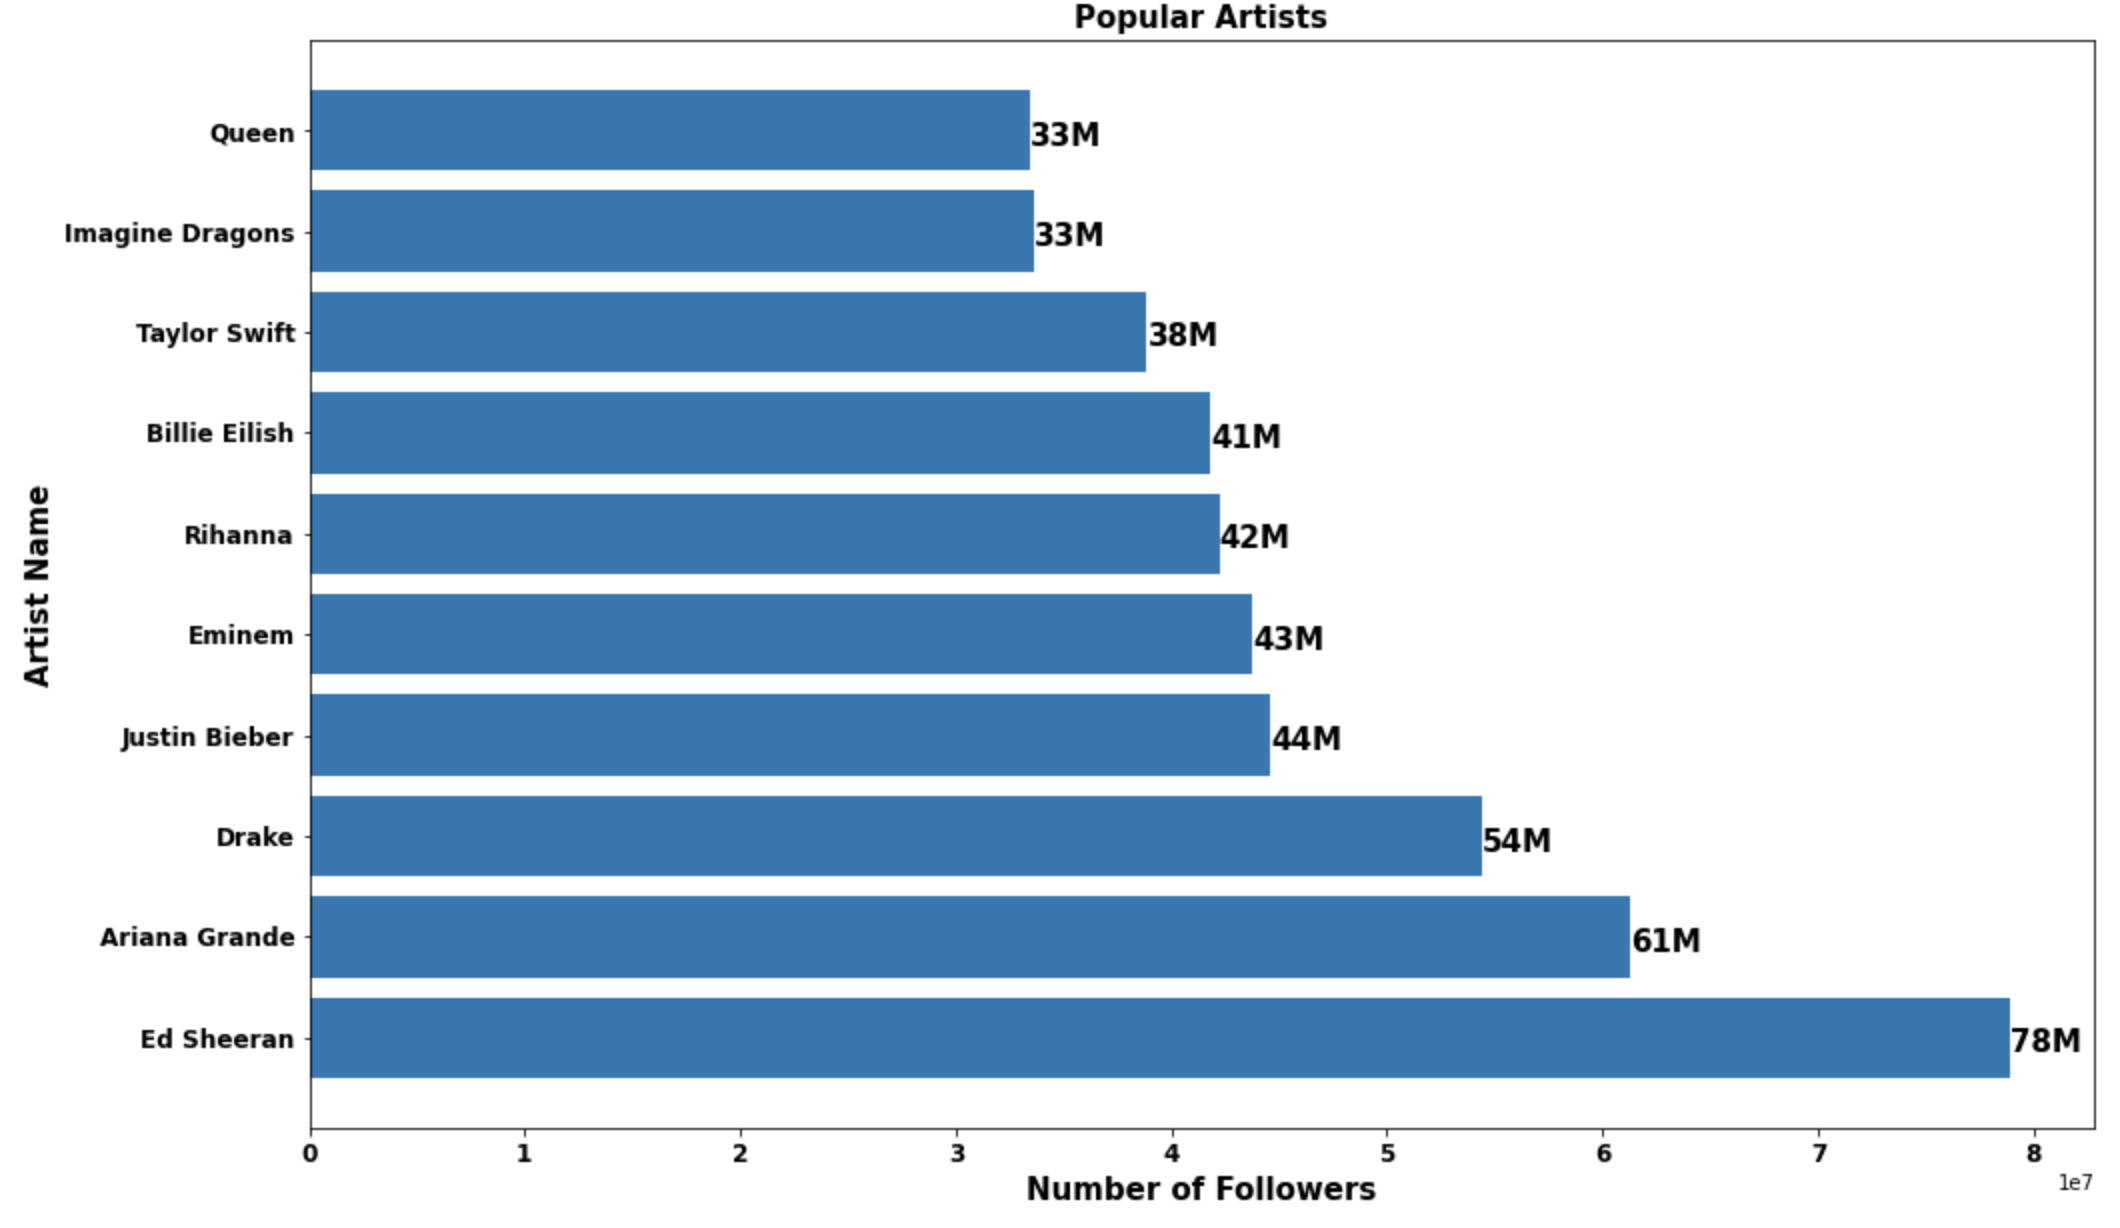 Popular Artists
Queen
33M
Imagine Dragons
33M
Taylor Swift
38M
Billie Eilish
41M
Rihanna
42M
Eminem
43M
Justin Bieber
44M
Drake
54M
Ariana Grande
61M
Ed Sheeran
78M
Artist Name
0 1 2 3 4 5 6 7 8
1e7
Number of Followers